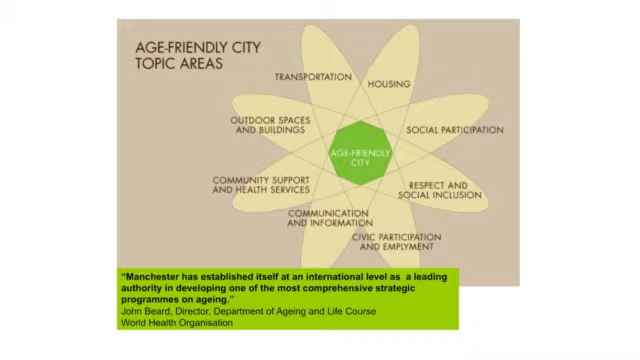 AGE-FRIENDLY CITY
TOPIC AREAS
TRANSPORTATION
HOUSING
OUTDOOR SPACES
AND BUILDINGS
SOCIAL PARTICIPATION
AGE-FRIENDLY
CITY
COMMUNITY SUPPORT
AND HEALTH SERVICES
RESPECT AND
SOCIAL INCLUSION
COMMUNICATION
AND INFORMATION
CIVIC PARTICIPATION
AND EMPLYMENT
“Manchester has established itself at an international level as  a leading
authority in developing one of the most comprehensive strategic
programmes on ageing.”
John Beard, Director, Department of Ageing and Life Course
World Health Organisation